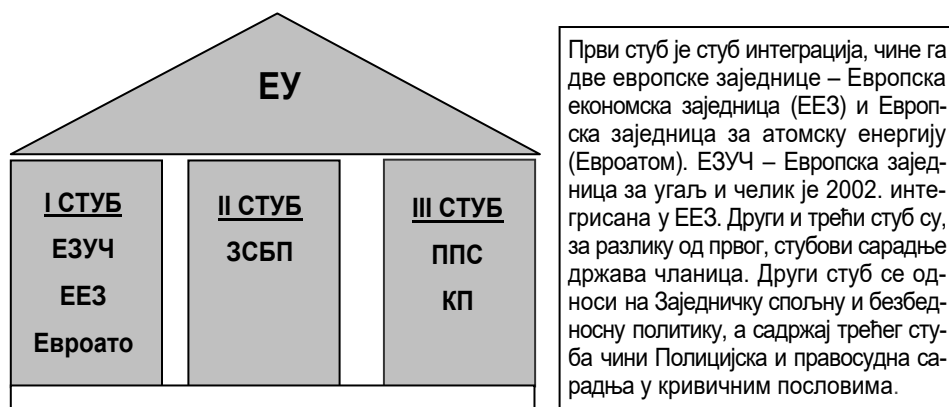 ЕУ
I СТУБ
ЕЗУЧ
ЕЕЗ
Евроато
II СТУБ
ЗСБП
III СТУБ
ППС
КП
Први стуб је стуб интеграција, чине га
две европске заједнице – Европска
економска заједница (ЕЕЗ) и Европ-
ска заједница за атомску енергију
(Евроатом). ЕЗУЧ – Европска зајед-
ница за угаљ и челик је 2002. инте-
грисана у ЕЕЗ. Други и трећи стуб су,
за разлику од првог, стубови сарадње
држава чланица. Други стуб се од-
носи на Заједничку спољну и безбед-
носну политику, а садржај трећег сту-
ба чини Полицијска и правосудна са-
радња у кривичним пословима.